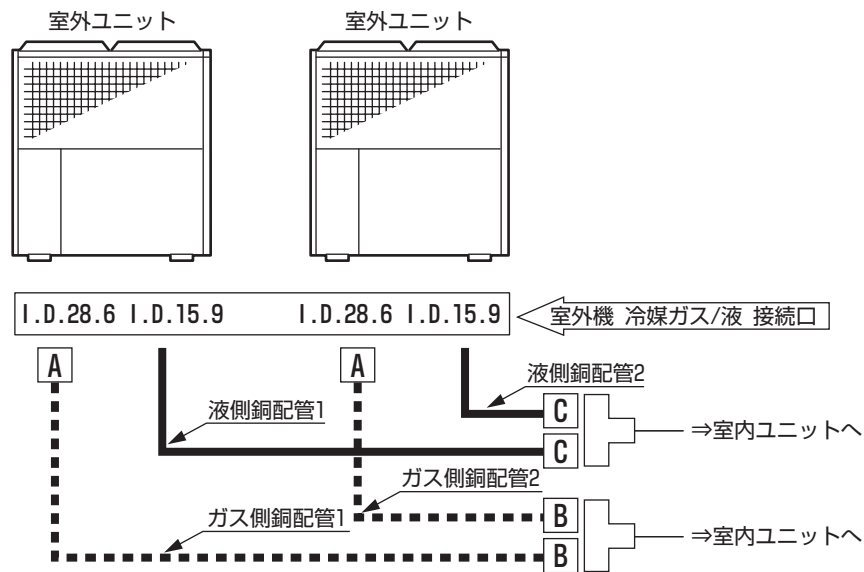 室外ユニット 室外ユニット
I.D.28.6 I.D.15.9 I.D.28.6 I.D.15.9 室外機 冷媒ガス/液 接続口
A A
液側銅配管2
液側銅配管1 C
C ⇒室内ユニットへ
ガス側銅配管2
ガス側銅配管1 B
B ⇒室内ユニットへ